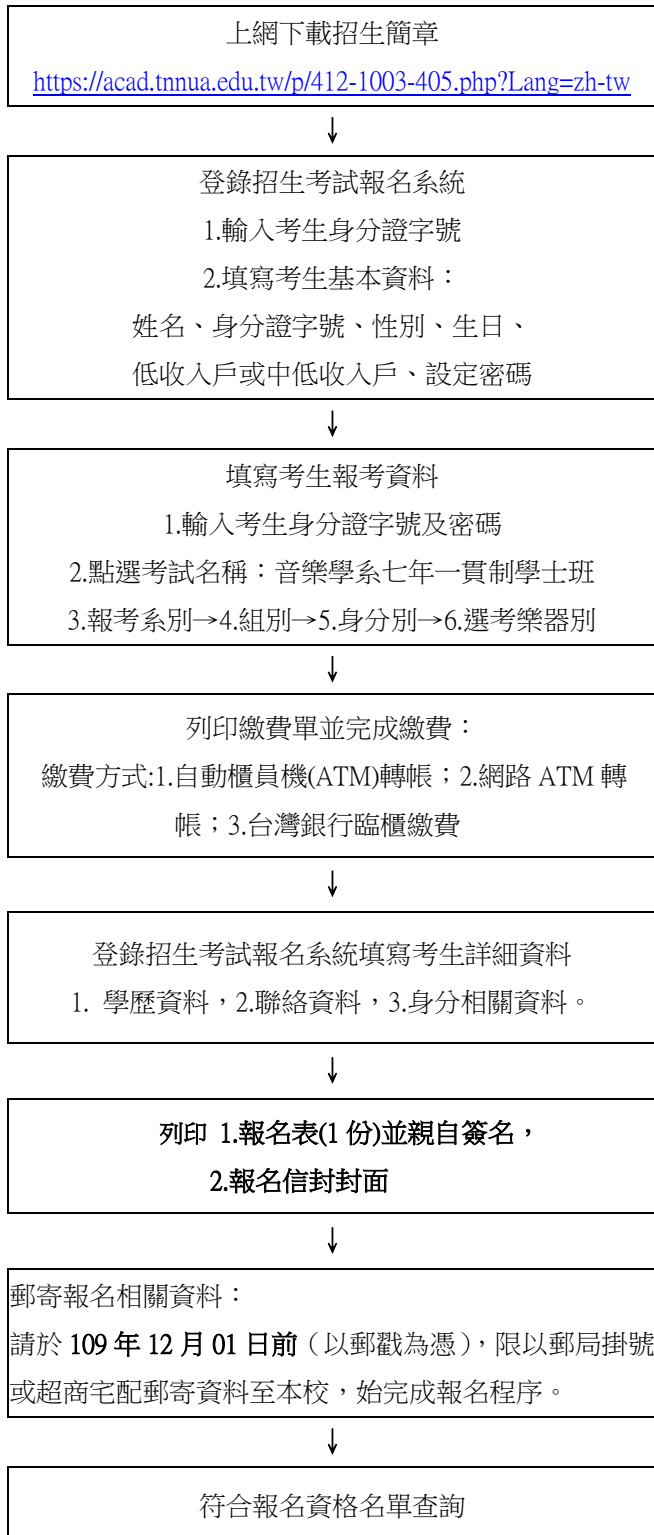 上網下載招生簡章
https://acad.tnnua.edu.tw/p/412-1003-405.php?Lang=zh-tw
↓
登錄招生考試報名系統
1.輸入考生身分證字號
2.填寫考生基本資料：
姓名、身分證字號、性別、生日、
低收入戶或中低收入戶、設定密碼
↓
填寫考生報考資料
1.輸入考生身分證字號及密碼
2.點選考試名稱：音樂學系七年一貫制學士班
3.報考系別→4.組別→5.身分別→6.選考樂器別
↓
列印繳費單並完成繳費：
繳費方式:1.自動櫃員機(ATM)轉帳；2.網路 ATM 轉
帳；3.台灣銀行臨櫃繳費
↓
登錄招生考試報名系統填寫考生詳細資料
1. 學歷資料，2.聯絡資料，3.身分相關資料。
↓
列印 1.報名表(1 份)並親自簽名，
2.報名信封封面
↓
郵寄報名相關資料：
請於 109 年 12 月 01 日前（以郵戳為憑），限以郵局掛號
或超商宅配郵寄資料至本校，始完成報名程序。
↓
符合報名資格名單查詢